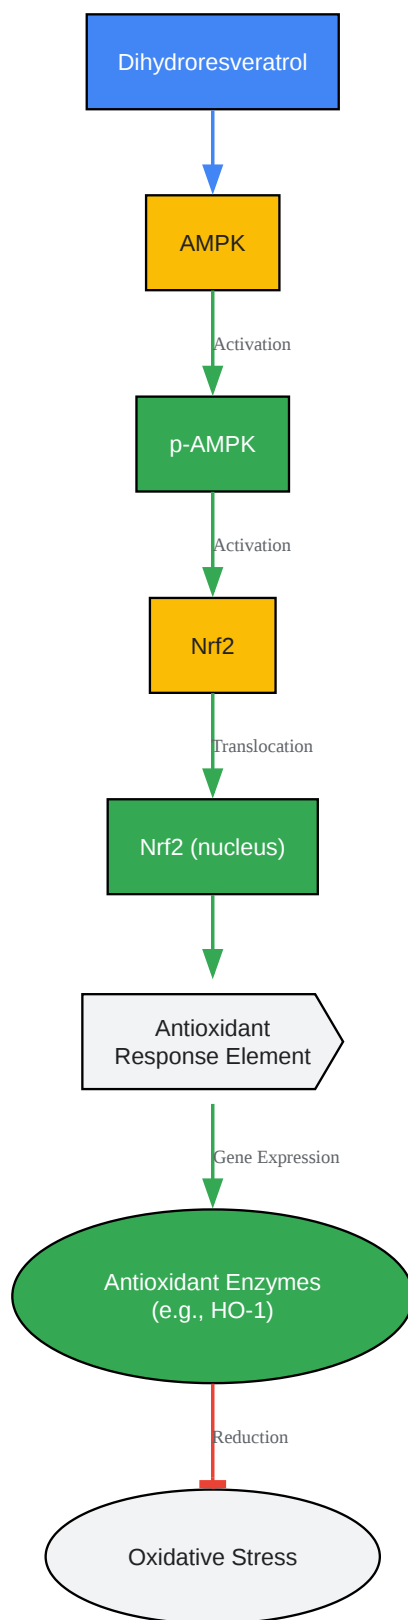 Dihydroresveratrol
AMPK
Activation
p-AMPK
Activation
Nrf2
Translocation
Nrf2 (nucleus)
Antioxidant
Response Element
Gene Expression
Antioxidant Enzymes
(e.g., HO-1)
Reduction
Oxidative Stress